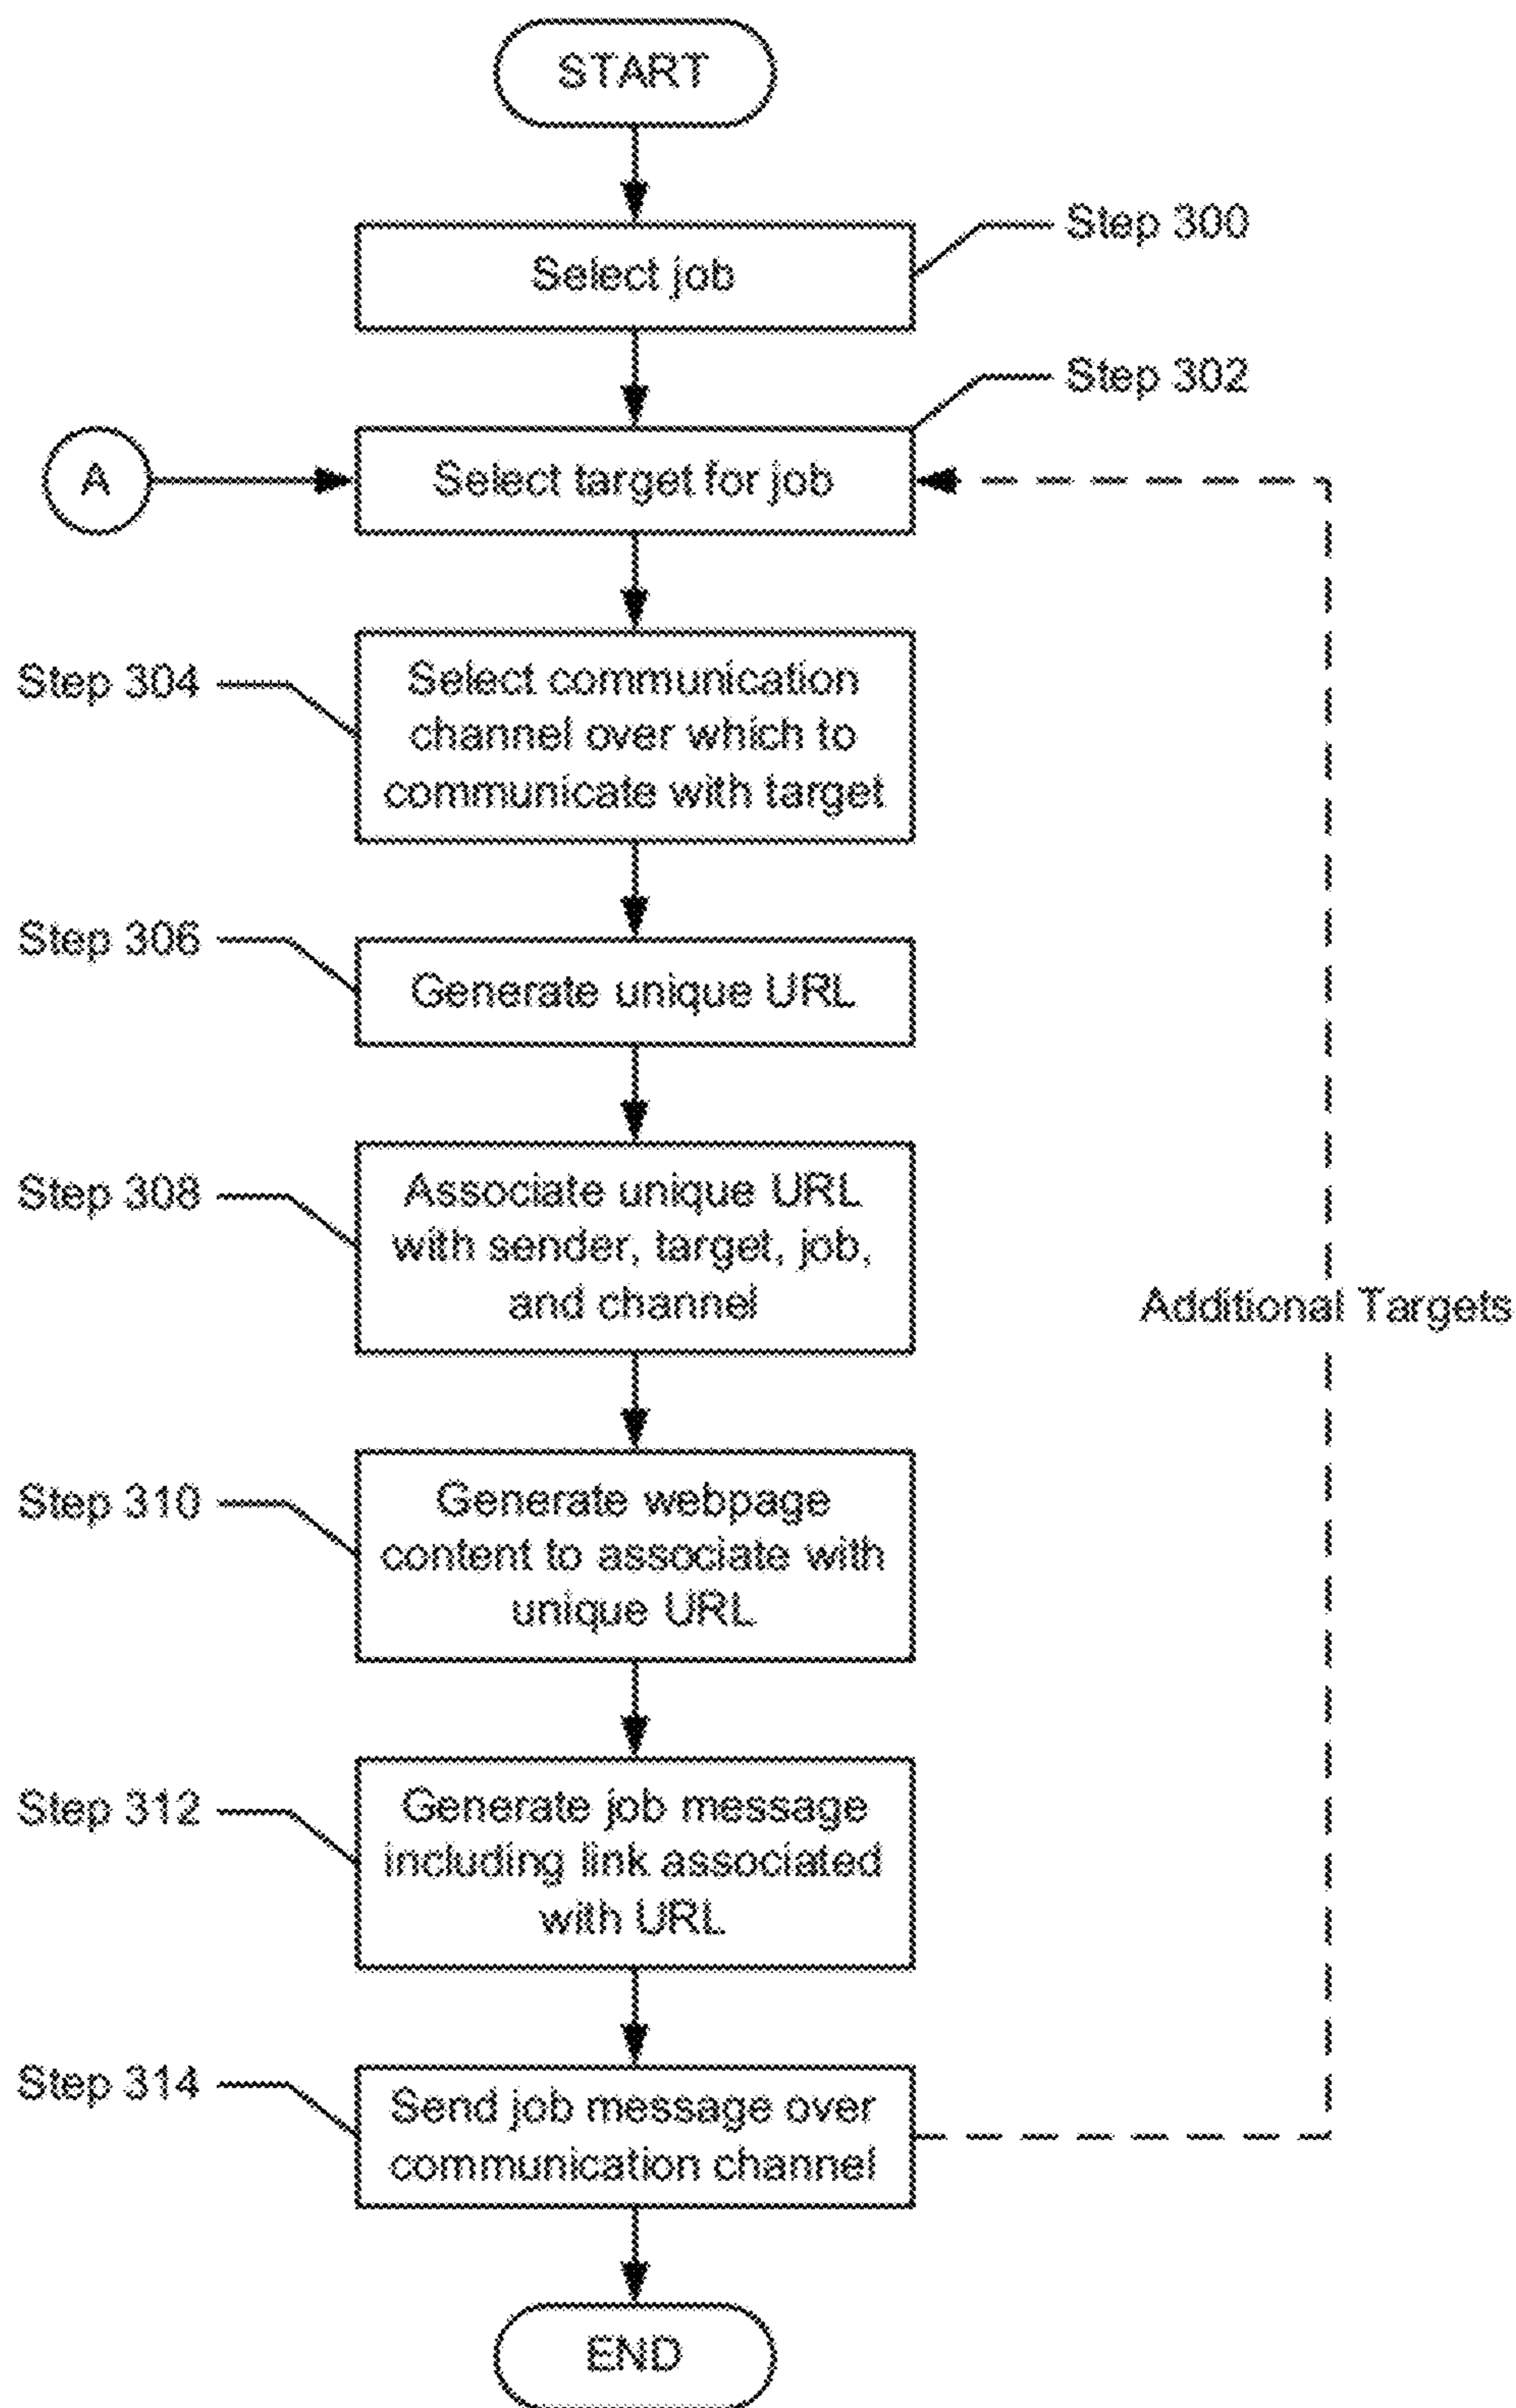 START
Step 300
Select job
Step 302
A
Select target for job
Step 304
Select communication
channel over which to
communicate with target
Step 306
Generate unique URL
Step 308
Associate unique URL
with sender, target, job,
and channel
Additional Targets
Step 310
Generate webpage
content to associate with
unique URL
Step 312
Generate job message
including link associated
with URL
Step 314
Send job message over
communication channel
END